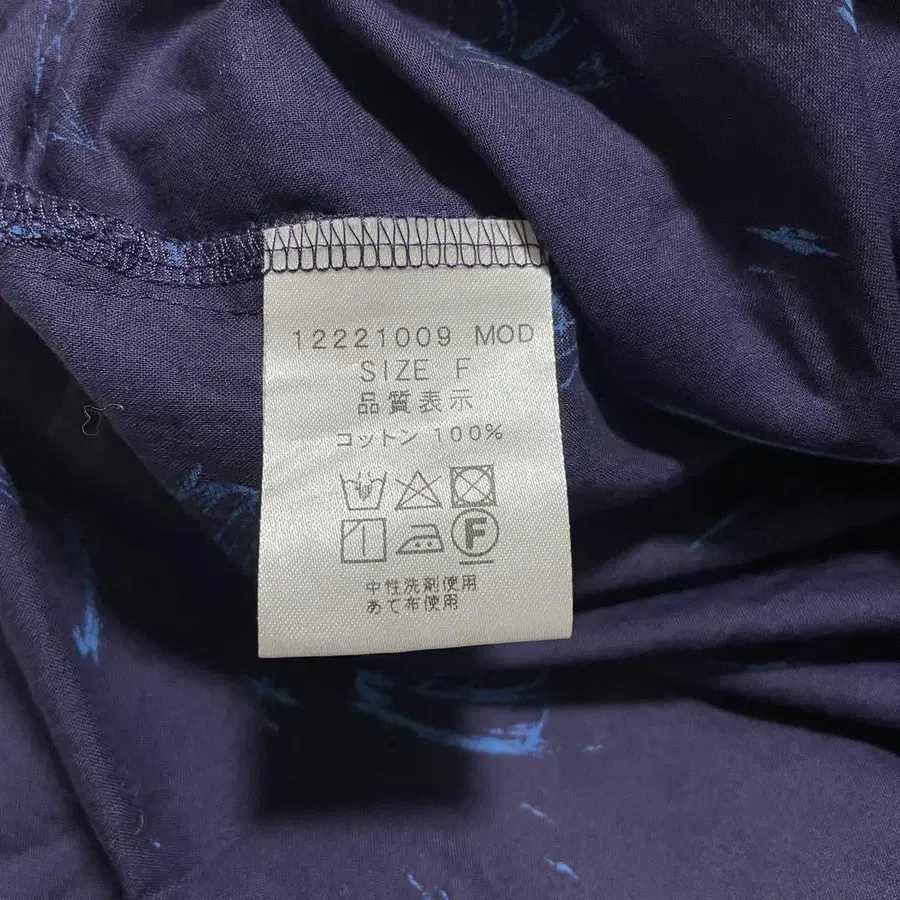 12221009 MOD
SIZE F
品質表示
コットン 100%
F
中性洗剤使用
あて布使用